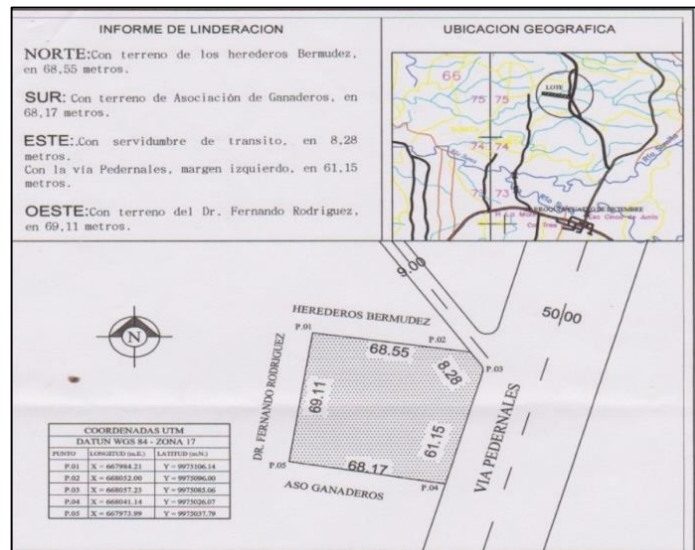 INFORME DE LINDERACION
NORTE:Con terreno de los herederos Bermudez,
en 68,55 metros.
SUR: Con terreno de Asociación de Ganaderos, en
68,17 metros.
ESTE:.Con servidumbre de transito, en 8,28
metros.
Con la vía Pedernales, margen izquierdo, en 61,15
metros.
OESTE:Con terreno del Dr. Fernando Rodriguez,
en 69,11 metros.
UBICACION GEOGRAFICA
66
75 75
LOTE
74 74
73
9.00
50,00
HEREDEROS BERMUDEZ
P.01
P.02
P.03
68.55
8.28
N
DR. FERNANDO RODRIGUEZ
69.11
61.15
VIA PEDERNALES
P.05
68.17
P.04
ASO GANADEROS
COORDENADAS UTM
DATUN WGS 84 - ZONA 17
PUNTO LONGITUD (m.E.) LATITUD (m.N.)
P.01 X = 667984.21 Y = 9975106.14
P.02 X = 668052.00 Y = 9975096.00
P.03 X = 668057.25 Y = 9975085.06
P.04 X = 668041.14 Y = 9975026.07
P.05 X = 667973.99 Y = 9975037.79